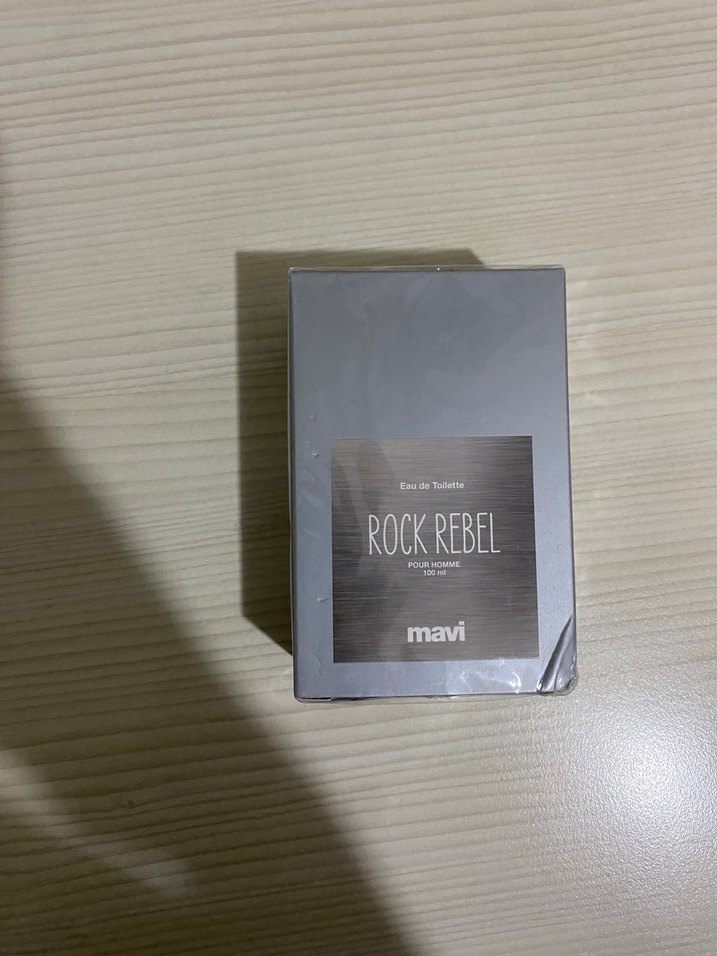 Eau de Toilette
ROCK REBEL
POUR HOMME
100 ml
mavi